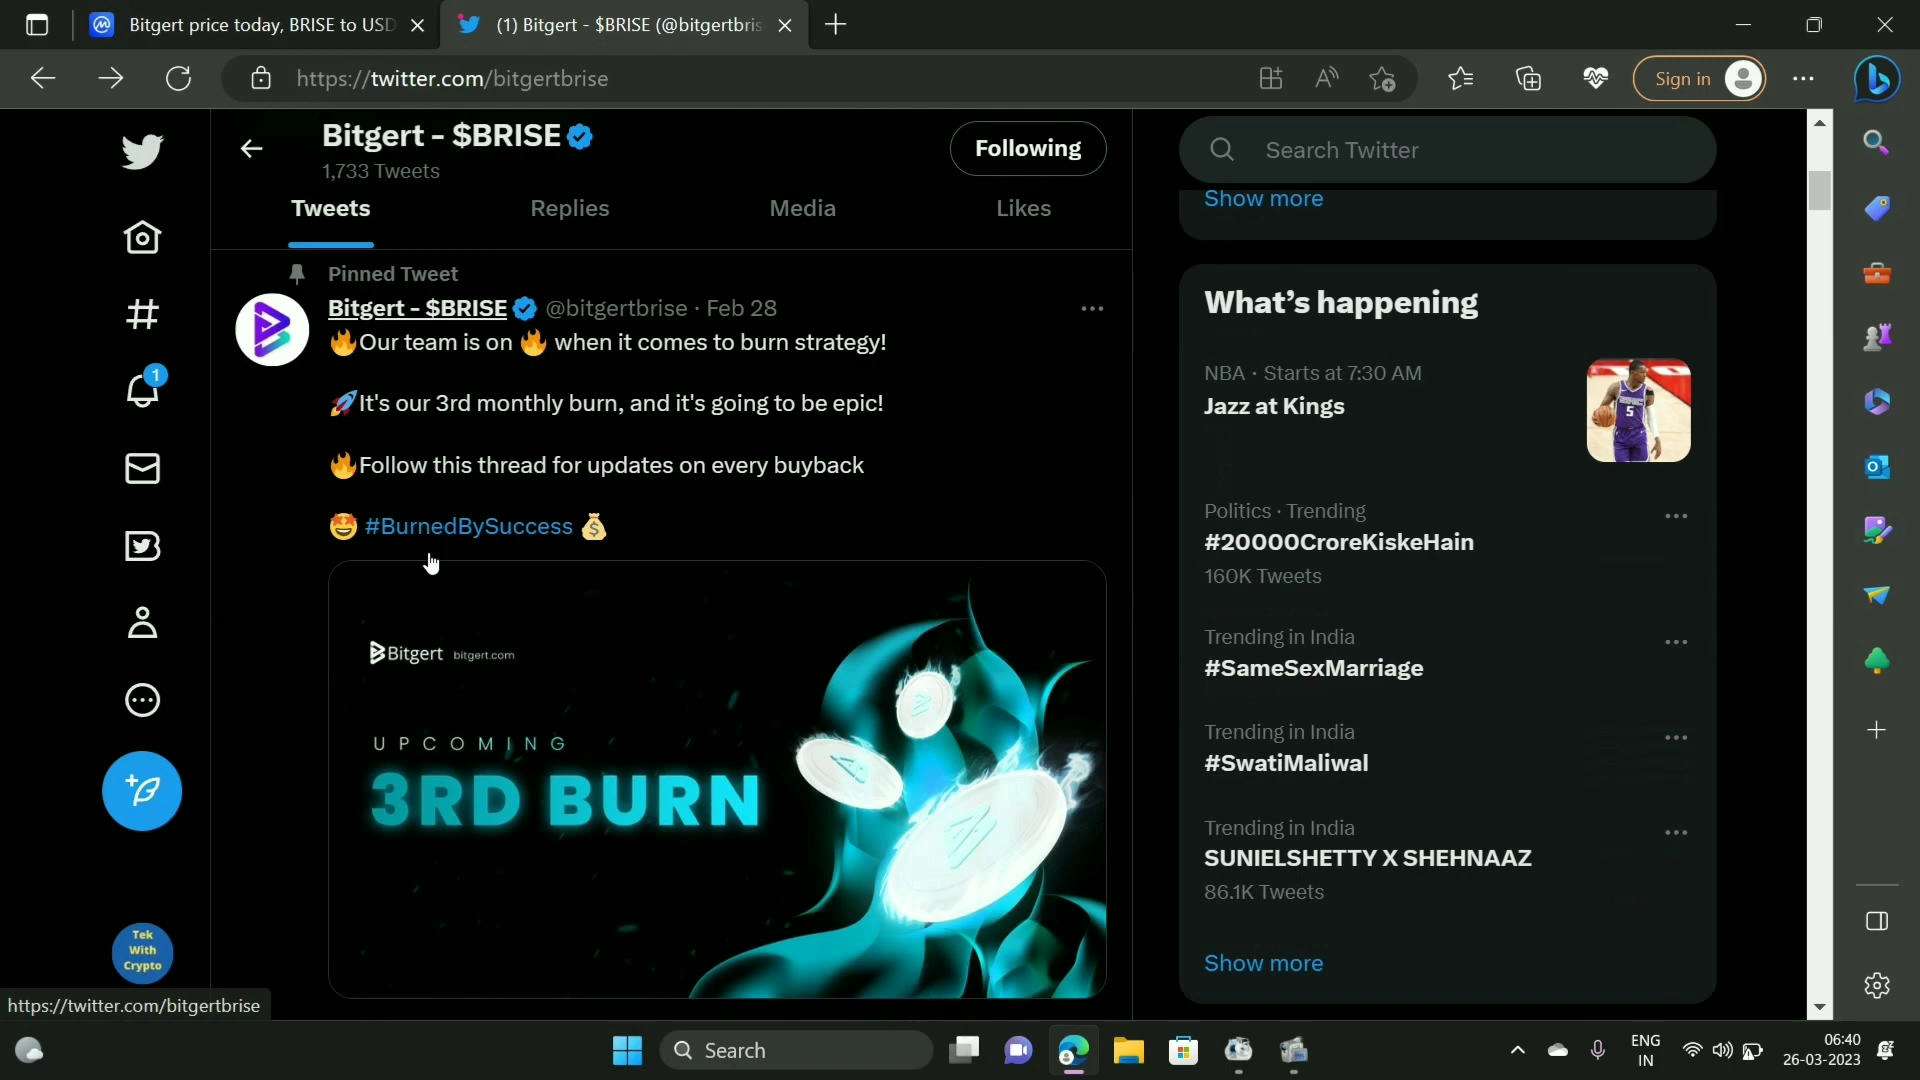 Bitgert price today, BRISE to USD
(1) Bitgert - $BRISE (@bitgertbris
https://twitter.com/bitgertbrise
Sign in
Bitgert - $BRISE
1,733 Tweets
Following
Search Twitter
Show more
Tweets
Replies
Media
Likes
Pinned Tweet
Bitgert - $BRISE @bitgertbrise · Feb 28
🔥Our team is on 🔥 when it comes to burn strategy!
🚀It's our 3rd monthly burn, and it's going to be epic!
🔥Follow this thread for updates on every buyback
🤩 #BurnedBySuccess 💰
Bitgert bitgert.com
UPCOMING
3RD BURN
What's happening
NBA · Starts at 7:30 AM
Jazz at Kings
5
Politics · Trending
#20000CroreKiskeHain
160K Tweets
Trending in India
#SameSexMarriage
Trending in India
#SwatiMaliwal
Trending in India
SUNIELSHETTY X SHEHNAAZ
86.1K Tweets
Show more
1
Tek
With
Crypto
https://twitter.com/bitgertbrise
Search
ENG
IN
06:40
26-03-2023